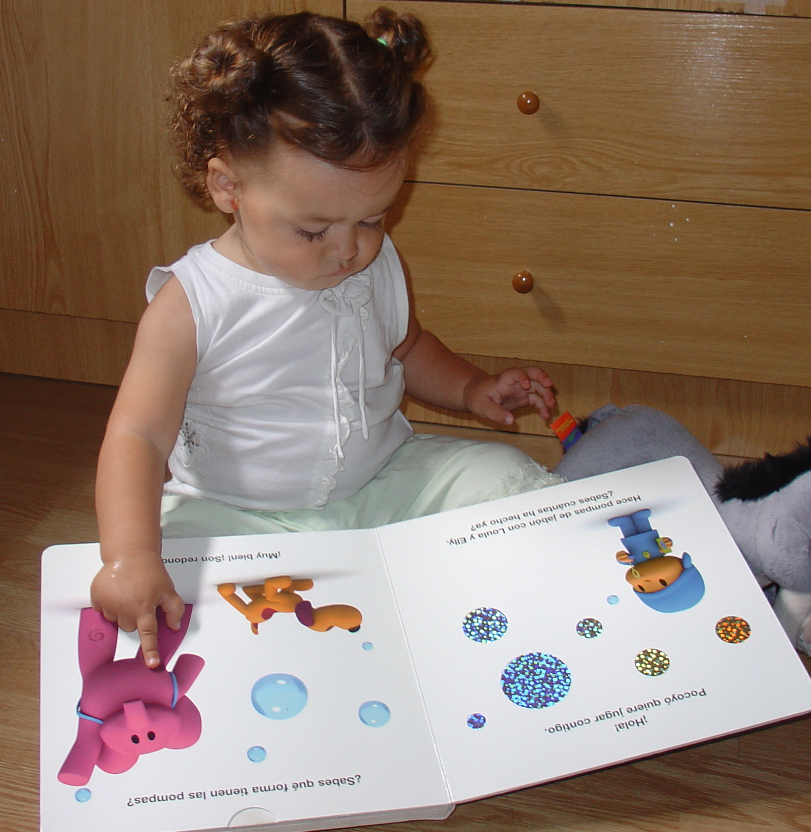 ¡Hola!
Pocoyó quiere jugar contigo.
Hace pompas de jabón con Loula y Elly.
¿Sabes cuántas ha hecho ya?
¿Sabes qué forma tienen las pompas?
¡Muy bien! ¡Son